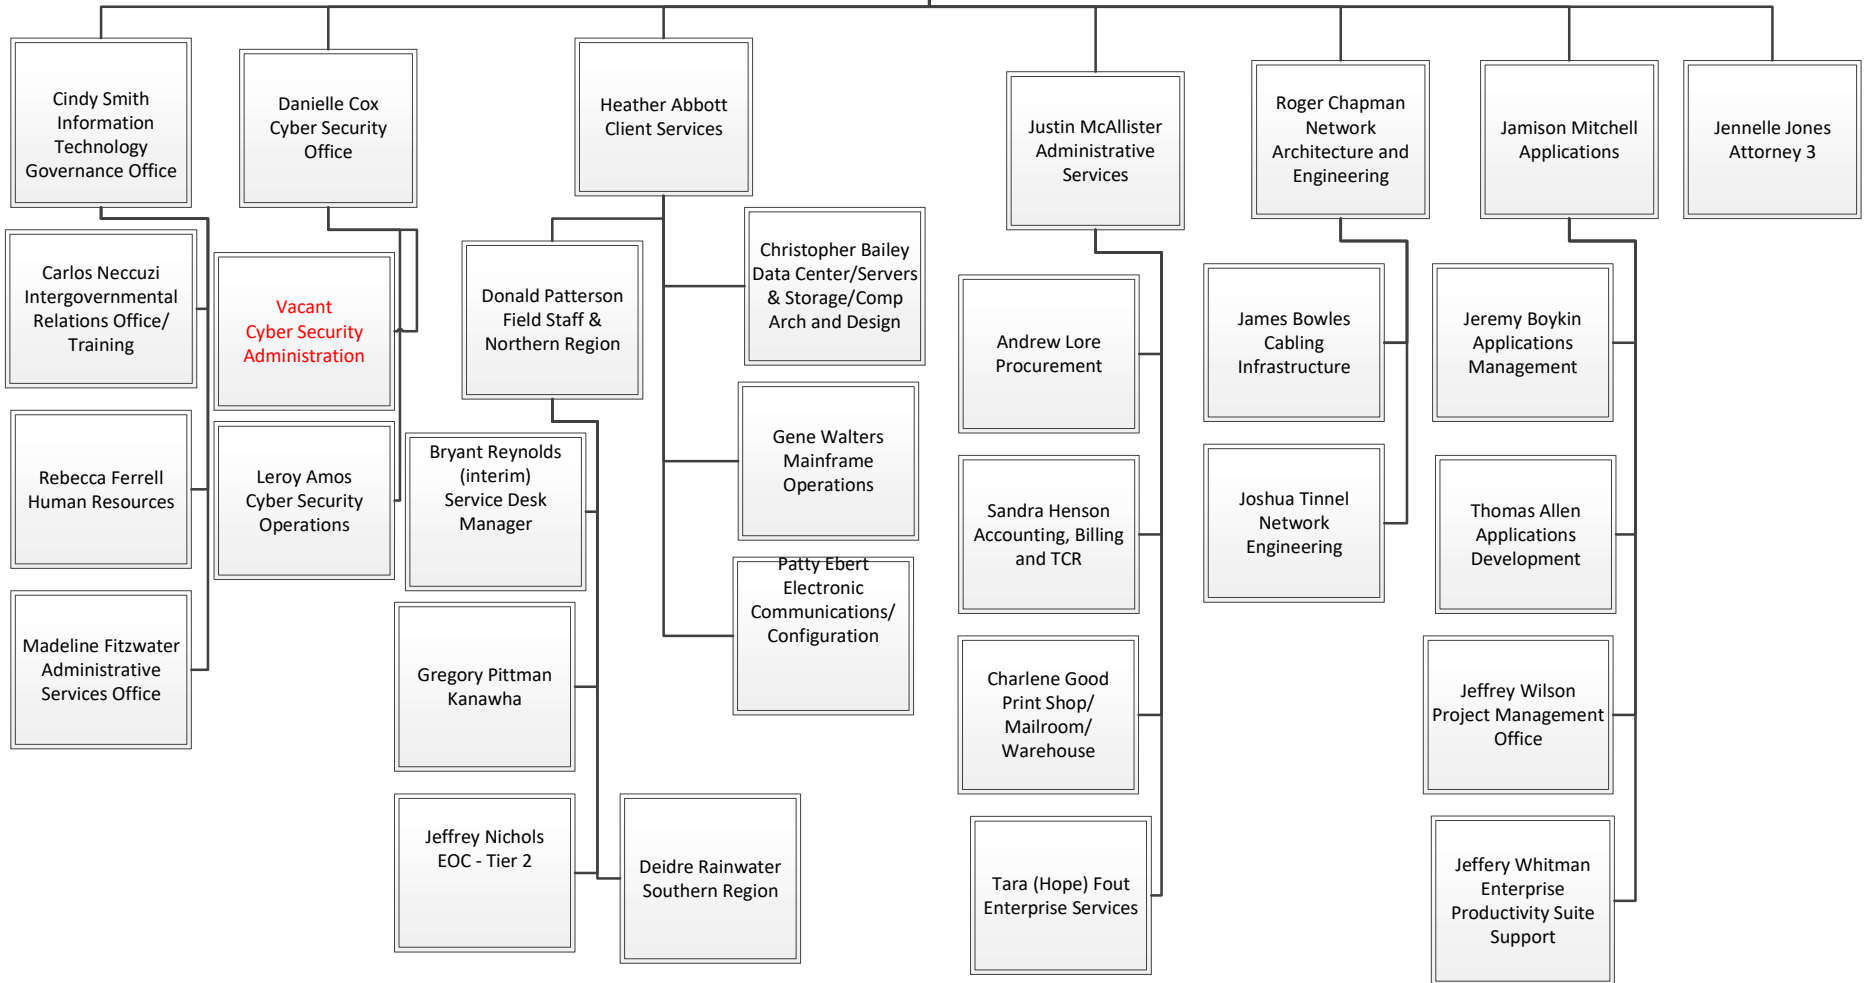 Cindy Smith
Information
Technology
Governance Office
Danielle Cox
Cyber Security
Office
Heather Abbott
Client Services
Justin McAllister
Administrative
Services
Roger Chapman
Network
Architecture and
Engineering
Jamison Mitchell
Applications
Jennelle Jones
Attorney 3
Carlos Neccuzi
Intergovernmental
Relations Office/
Training
Rebecca Ferrell
Human Resources
Madeline Fitzwater
Administrative
Services Office
Vacant
Cyber Security
Administration
Leroy Amos
Cyber Security
Operations
Donald Patterson
Field Staff &
Northern Region
Bryant Reynolds
(interim)
Service Desk
Manager
Gregory Pittman
Kanawha
Jeffrey Nichols
EOC - Tier 2
Deidre Rainwater
Southern Region
Christopher Bailey
Data Center/Servers
& Storage/Comp
Arch and Design
Gene Walters
Mainframe
Operations
Patty Ebert
Electronic
Communications/
Configuration
Andrew Lore
Procurement
Sandra Henson
Accounting, Billing
and TCR
Charlene Good
Print Shop/
Mailroom/
Warehouse
Tara (Hope) Fout
Enterprise Services
James Bowles
Cabling
Infrastructure
Joshua Tinnel
Network
Engineering
Jeremy Boykin
Applications
Management
Thomas Allen
Applications
Development
Jeffrey Wilson
Project Management
Office
Jeffery Whitman
Enterprise
Productivity Suite
Support